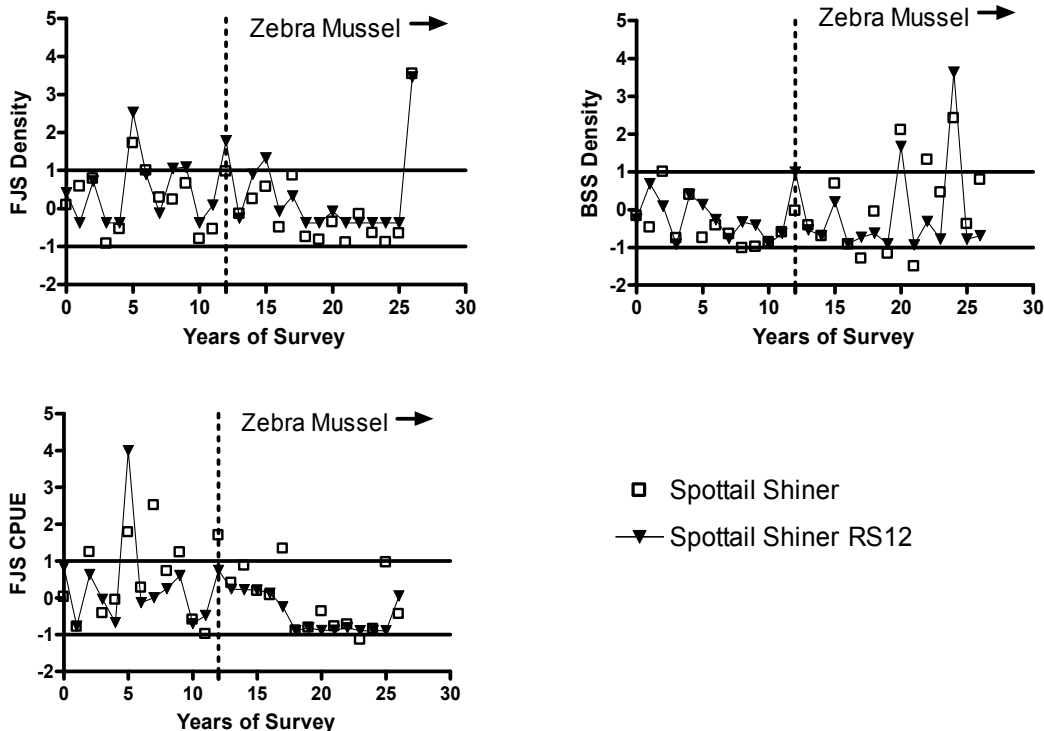 Zebra Mussel
5
4
3
2
1
0
-1
-2
FJS Density
0 5 10 15 20 25 30
Years of Survey
Zebra Mussel
5
4
3
2
1
0
-1
-2
BSS Density
0 5 10 15 20 25 30
Years of Survey
Zebra Mussel
5
4
3
2
1
0
-1
-2
FJS CPUE
0 5 10 15 20 25 30
Years of Survey
Spottail Shiner
Spottail Shiner RS12